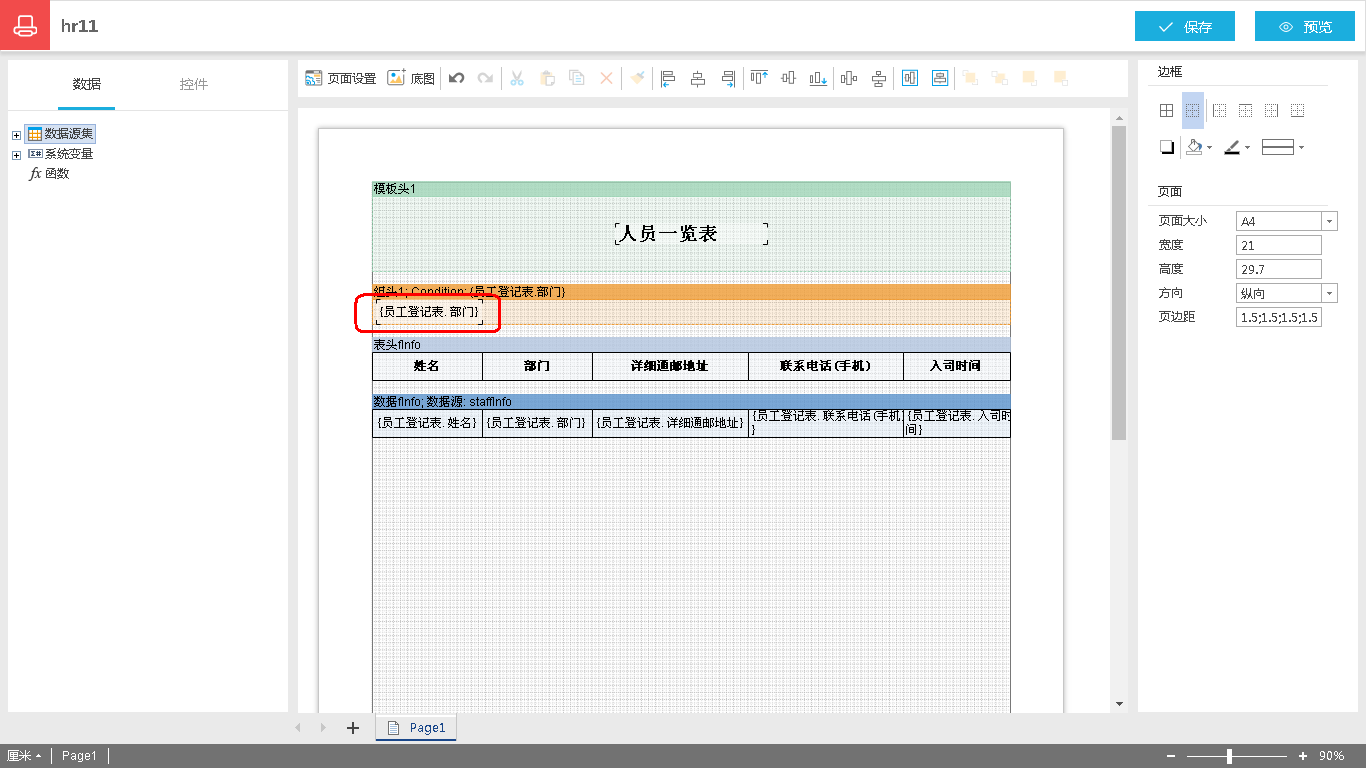 hr11
保存
预览
数据
控件
数据源集
系统变量
fx 函数
页面设置
底图
模板头1
人员一览表
组头1; Condition: {员工登记表.部门}
{员工登记表. 部门}
表头fInfo
姓名
部门
详细通邮地址
联系电话(手机)
入司时间
数据fInfo; 数据源: staffInfo
{员工登记表. 姓名}
{员工登记表. 部门}
{员工登记表. 详细通邮地址}
{员工登记表. 联系电话(手机)
}
{员工登记表. 入司时
间}
边框
页面
页面大小
A4
宽度
21
高度
29.7
方向
纵向
页边距
1.5;1.5;1.5;1.5
Page1
厘米
Page1
90%